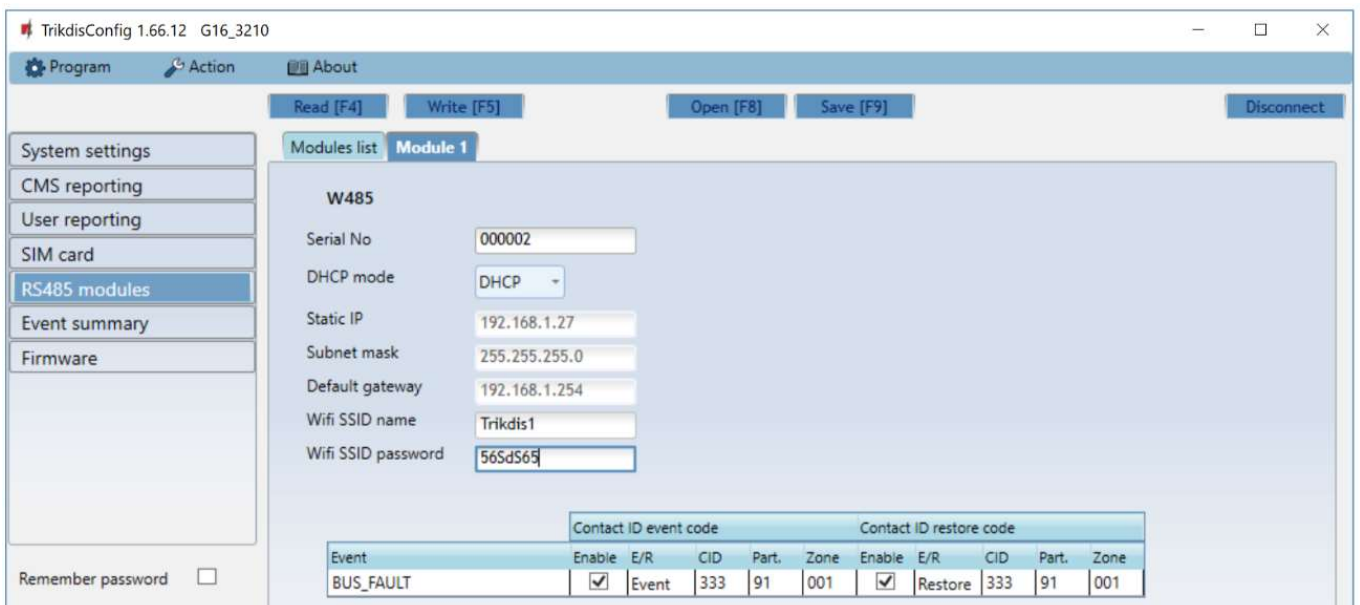 TrikdisConfig 1.66.12 G16_3210
Program Action About
Read [F4] Write [F5] Open [F8] Save [F9] Disconnect
System settings
CMS reporting
User reporting
SIM card
RS485 modules
Event summary
Firmware
Remember password
Modules list Module 1
W485
Serial No 000002
DHCP mode DHCP
Static IP 192.168.1.27
Subnet mask 255.255.255.0
Default gateway 192.168.1.254
Wifi SSID name Trikdis1
Wifi SSID password 56SdS65
Contact ID event code Contact ID restore code
Event Enable E/R CID Part. Zone Enable E/R CID Part. Zone
BUS_FAULT Event 333 91 001 Restore 333 91 001